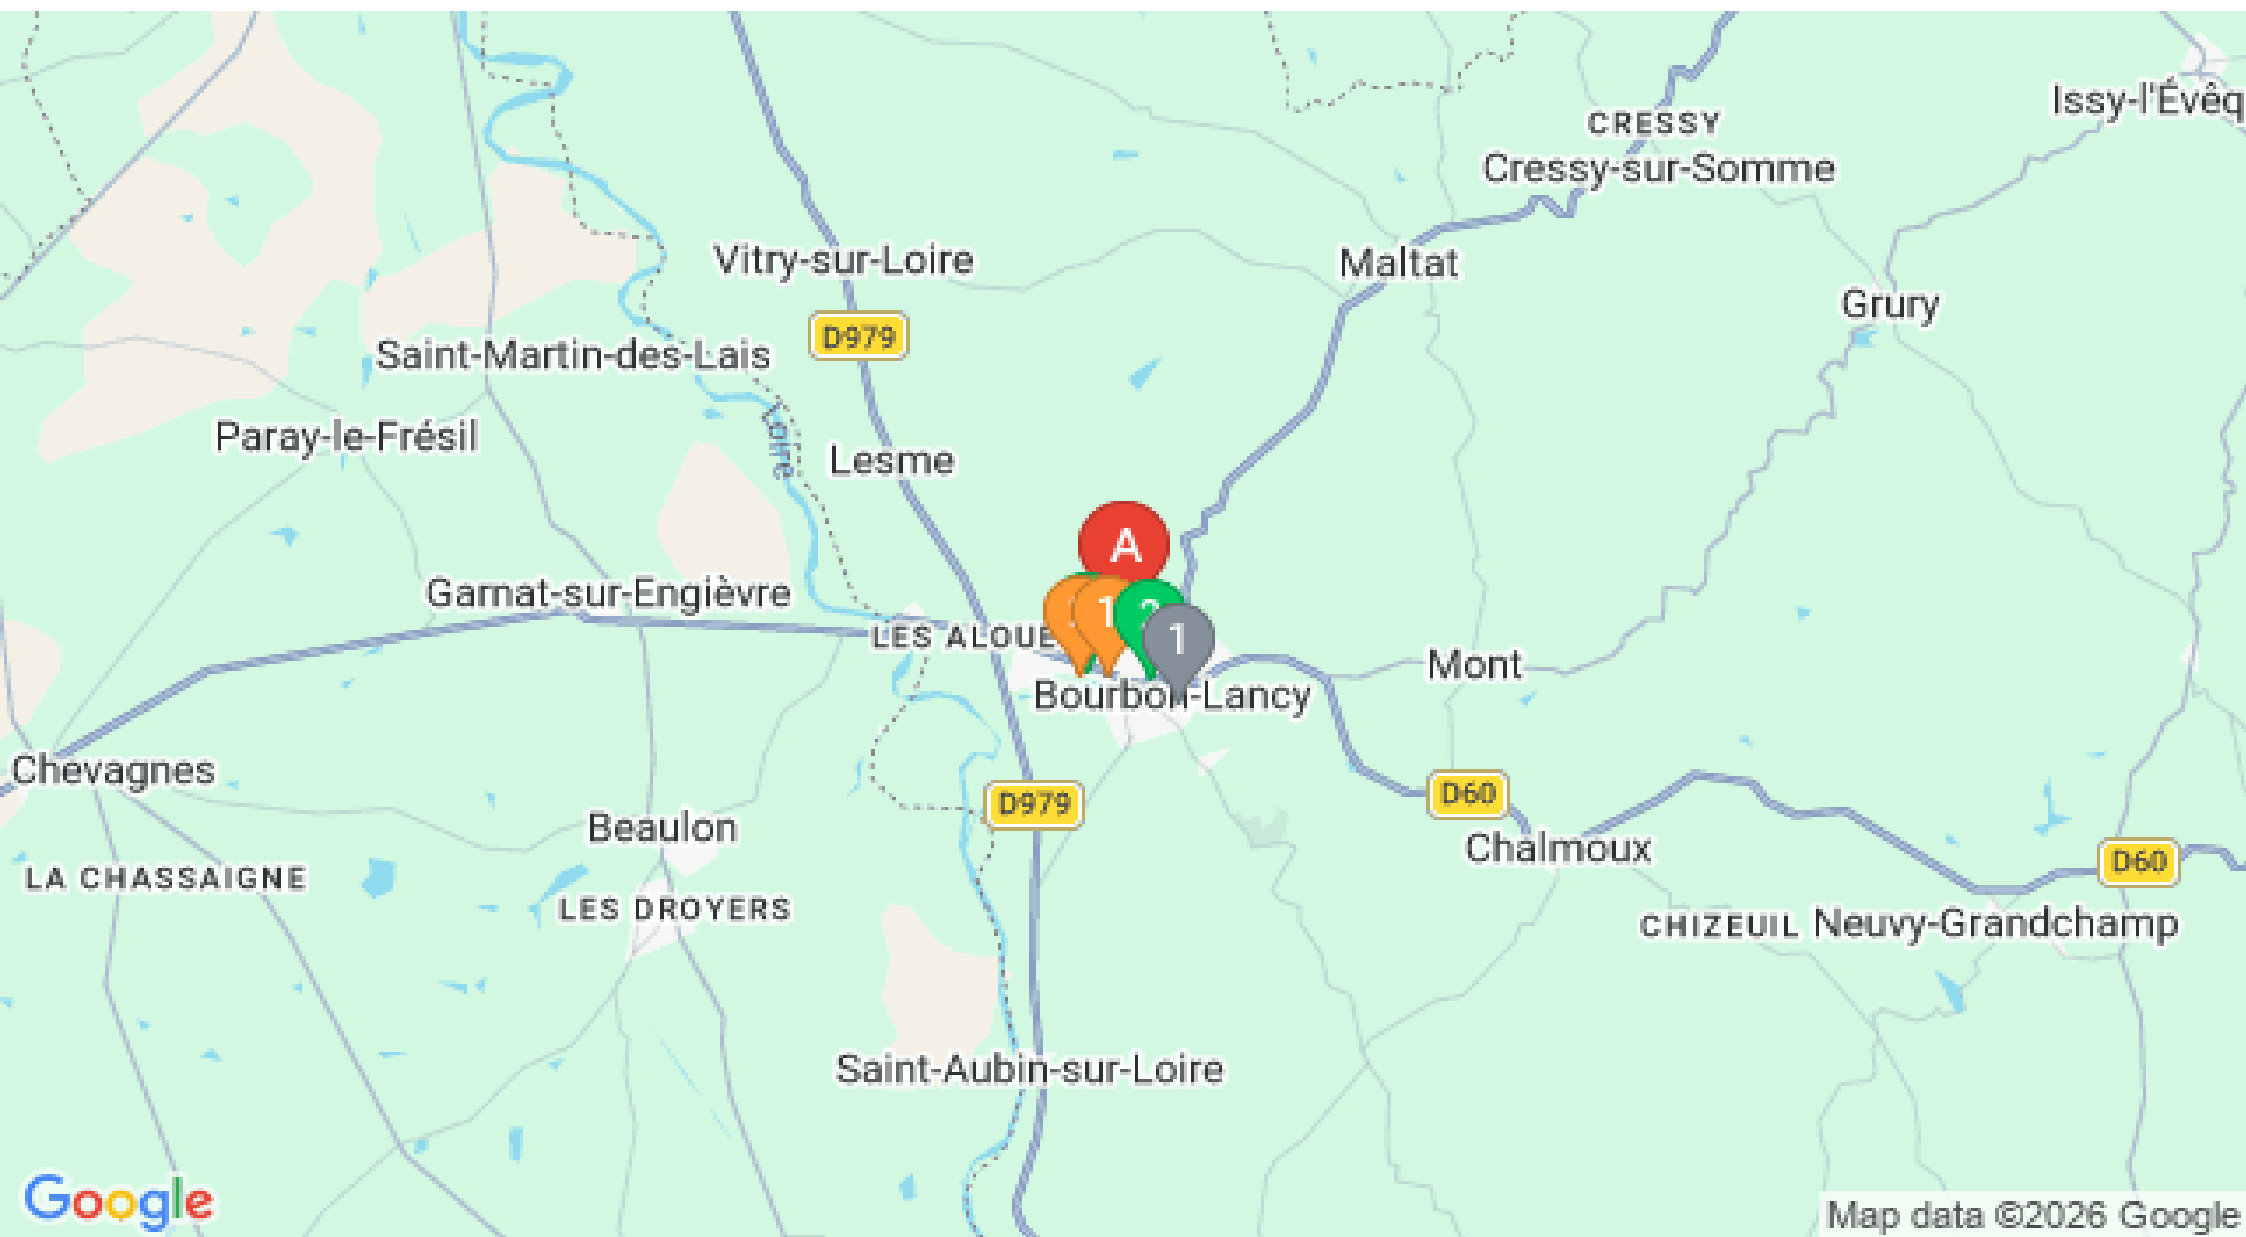 Issy-l'Évêq
CRESSY
Cressy-sur-Somme
Vitry-sur-Loire
Maltat
Grury
D979
Saint-Martin-des-Lais
Paray-le-Frésil
Loire
Lesme
A
Garnat-sur-Engièvre
1
2
1
LES ALOUE
Mont
Bourbon-Lancy
Chevagnes
D979
D60
Beaulon
Chalmoux
D60
LA CHASSAIGNE
LES DROYERS
CHIZEUIL
Neuvy-Grandchamp
Saint-Aubin-sur-Loire
Google
Map data ©2026 Google